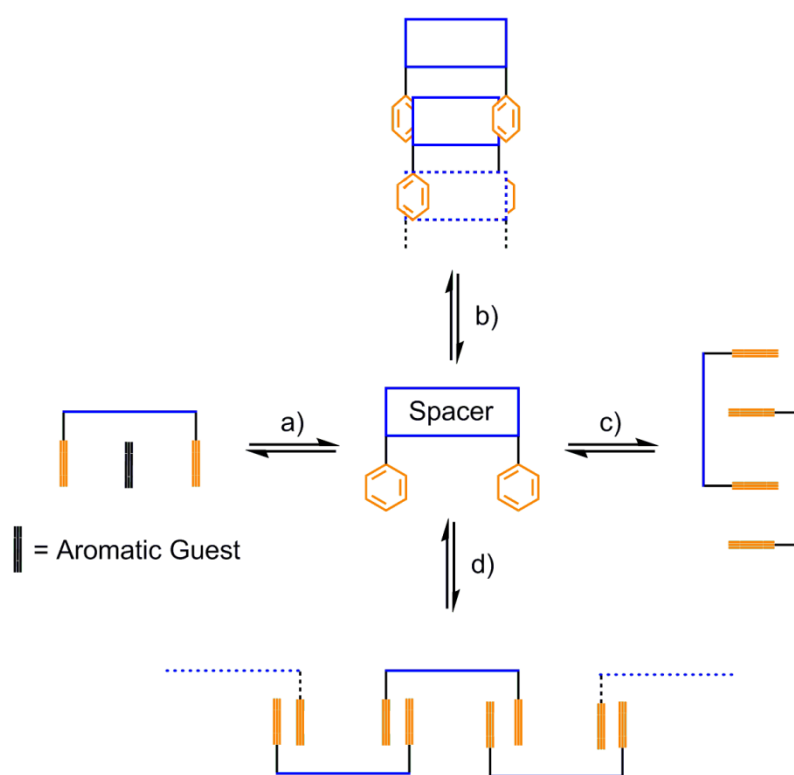 b)
a)
Spacer
c)
= Aromatic Guest
d)